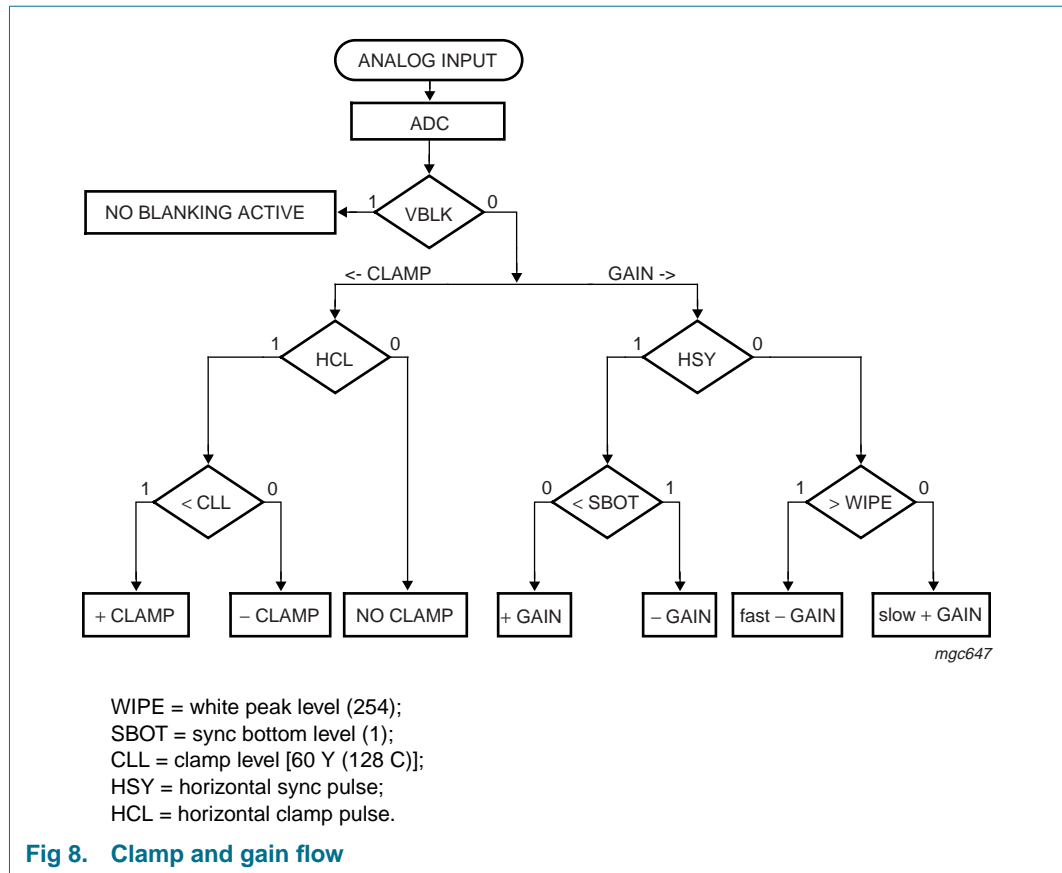 ANALOG INPUT
ADC
1 VBLK 0
NO BLANKING ACTIVE
<- CLAMP GAIN ->
1 HCL 0 1 HSY 0
1 < CLL 0 0 < SBOT 1 1 > WIPE 0
+ CLAMP − CLAMP NO CLAMP + GAIN − GAIN fast − GAIN slow + GAIN
mgc647
WIPE = white peak level (254);
SBOT = sync bottom level (1);
CLL = clamp level [60 Y (128 C)];
HSY = horizontal sync pulse;
HCL = horizontal clamp pulse.
Fig 8. Clamp and gain flow